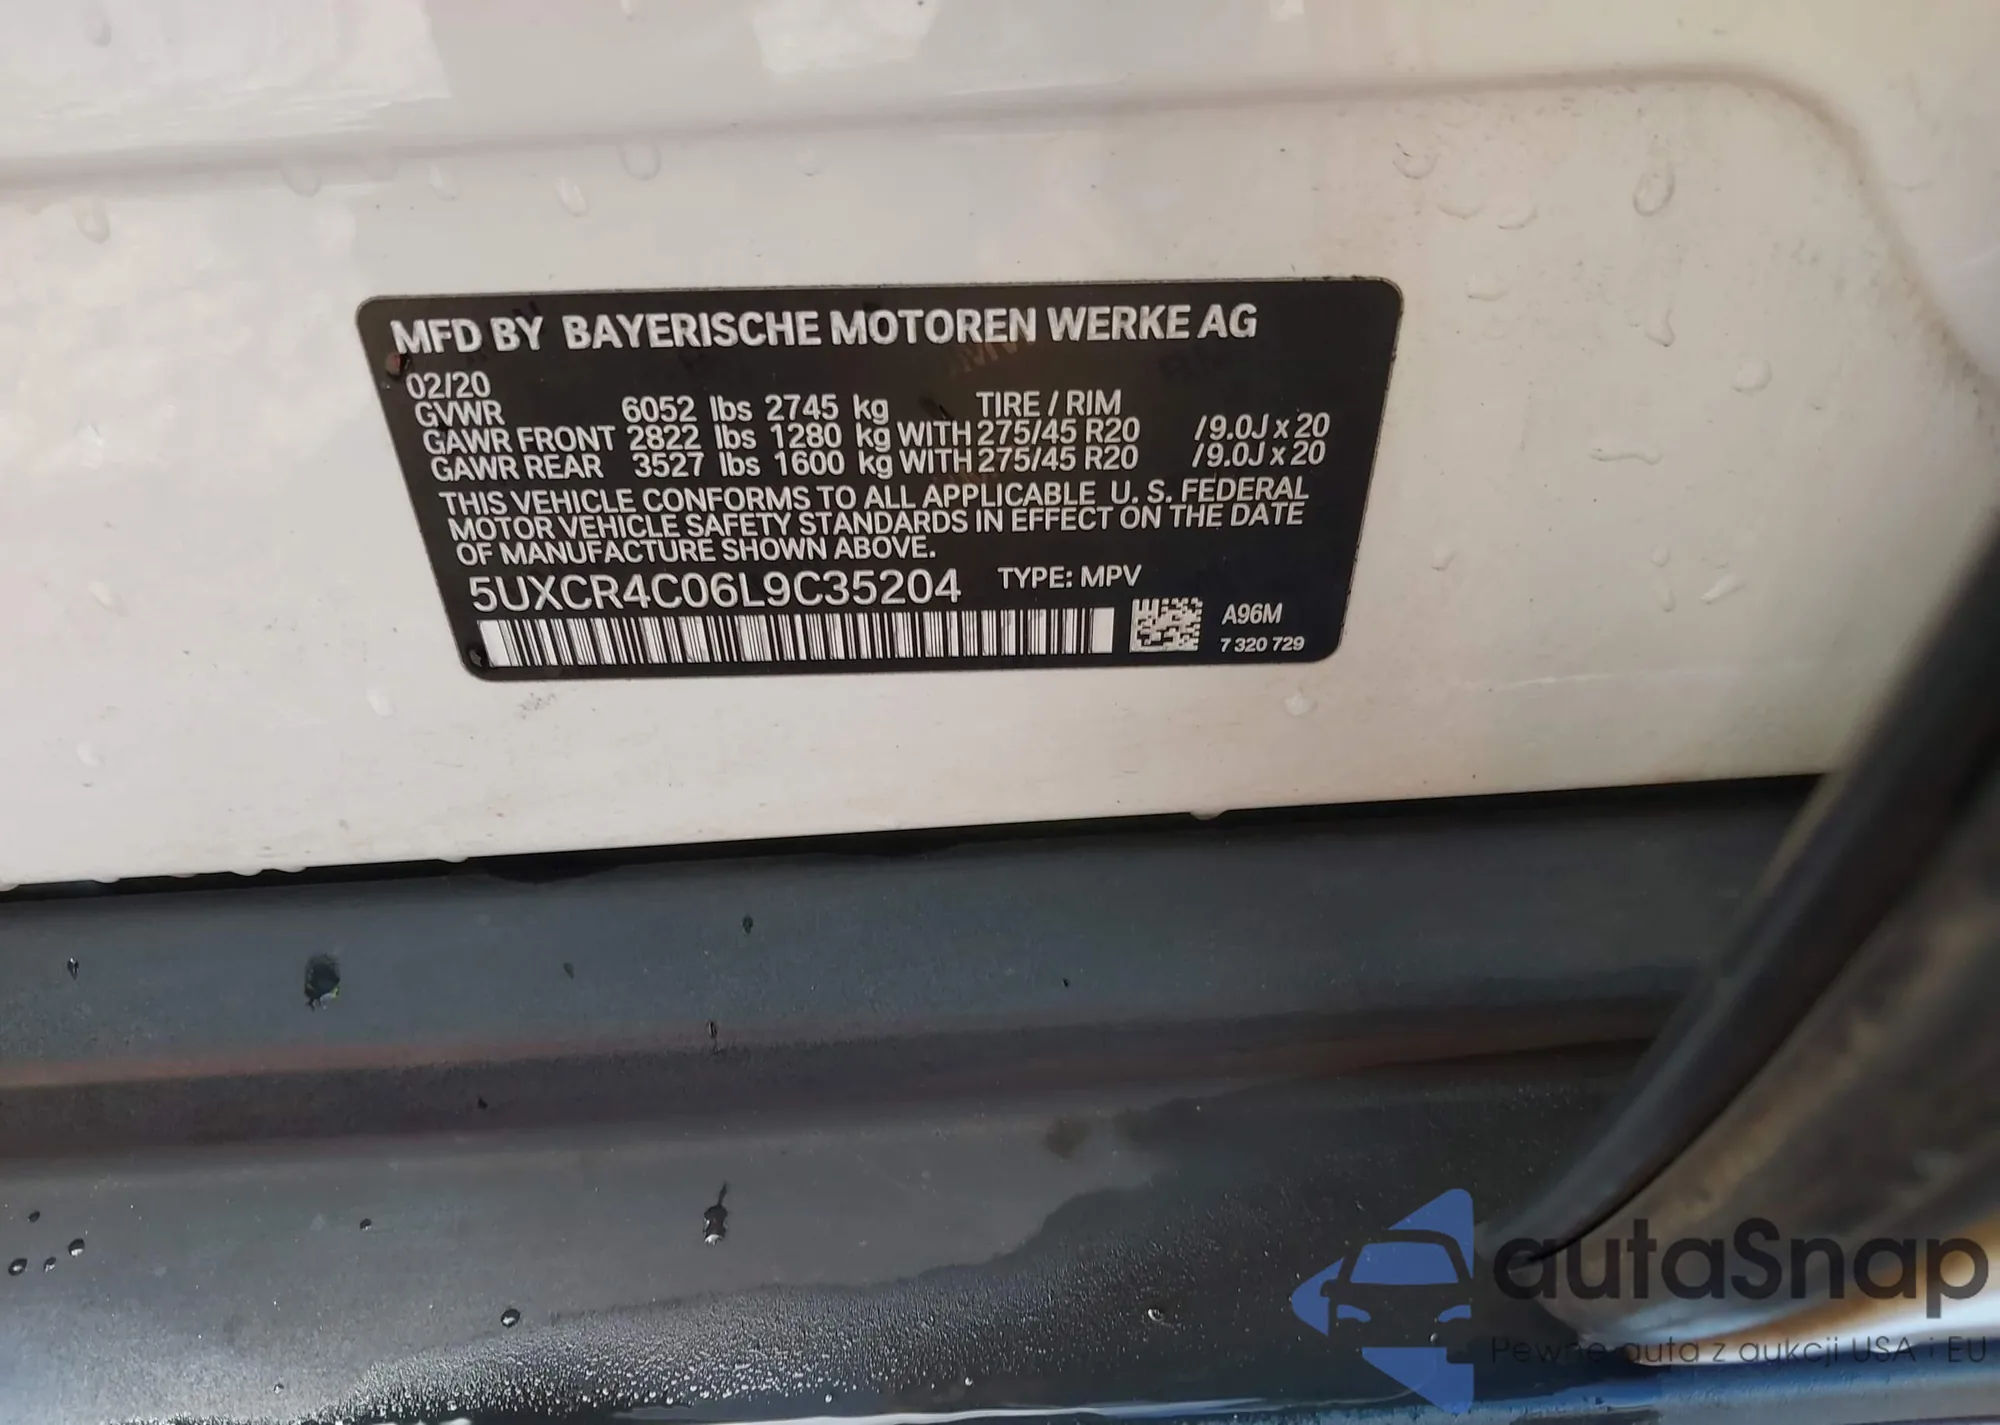 MFD BY BAYERISCHE MOTOREN WERKE AG
02/20
GVWR 6052 lbs 2745 kg TIRE / RIM
GAWR FRONT 2822 lbs 1280 kg WITH 275/45 R20 /9.0J x 20
GAWR REAR 3527 lbs 1600 kg WITH 275/45 R20 /9.0J x 20
THIS VEHICLE CONFORMS TO ALL APPLICABLE U. S. FEDERAL
MOTOR VEHICLE SAFETY STANDARDS IN EFFECT ON THE DATE
OF MANUFACTURE SHOWN ABOVE.
5UXCR4C06L9C35204 TYPE: MPV
A96M
7 320 729
autaSnap
Pewne auta z aukcji USA i EU